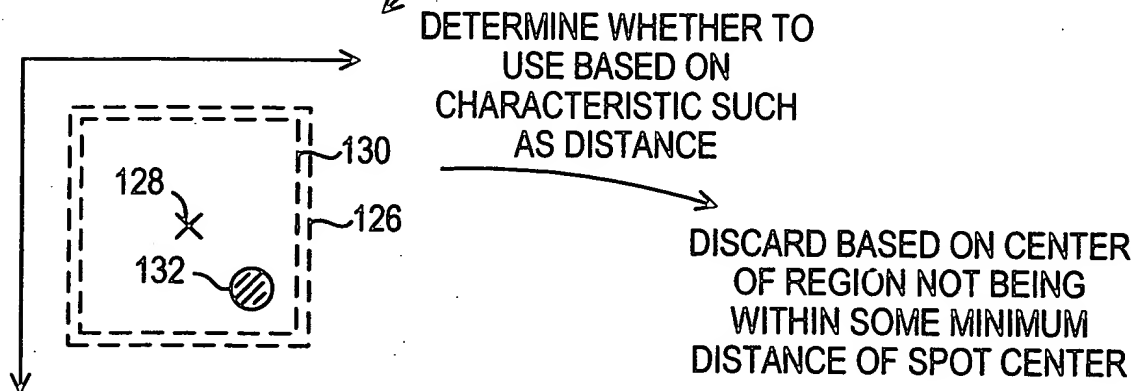 DETERMINE WHETHER TO
USE BASED ON
CHARACTERISTIC SUCH
AS DISTANCE
130
128
126
132
DISCARD BASED ON CENTER
OF REGION NOT BEING
WITHIN SOME MINIMUM
DISTANCE OF SPOT CENTER